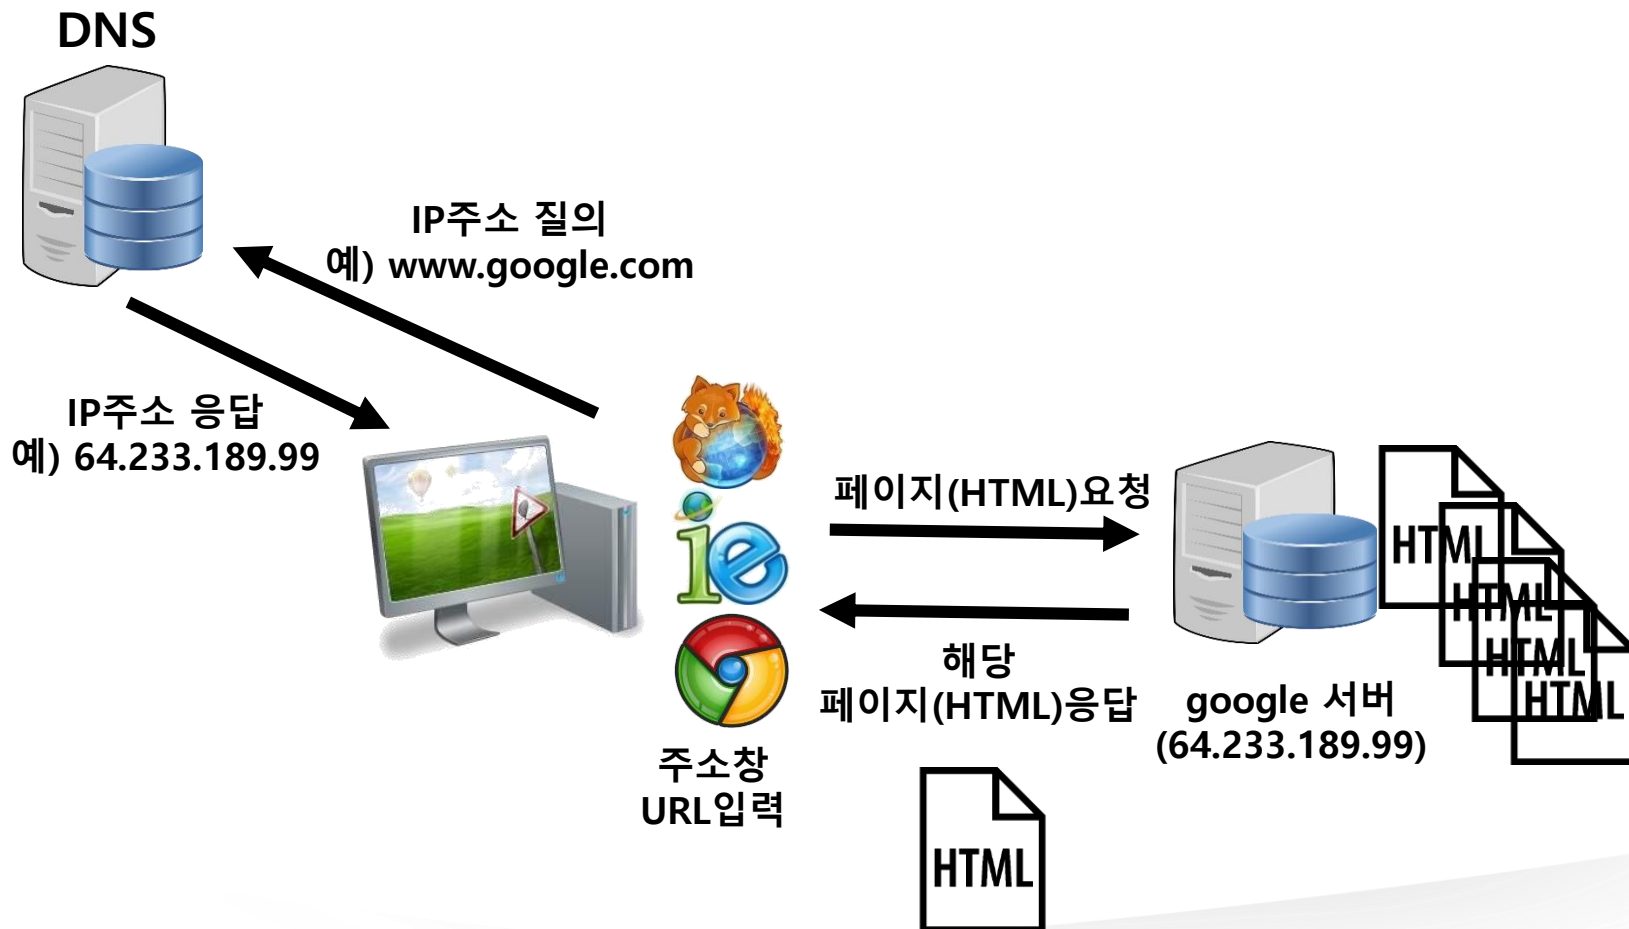 DNS
IP주소 질의
예) www.google.com
IP주소 응답
예) 64.233.189.99
ie
페이지(HTML)요청
해당
페이지(HTML)응답
주소창
URL입력
google 서버
(64.233.189.99)
HTML
HTML
HTML
HTML
HTML